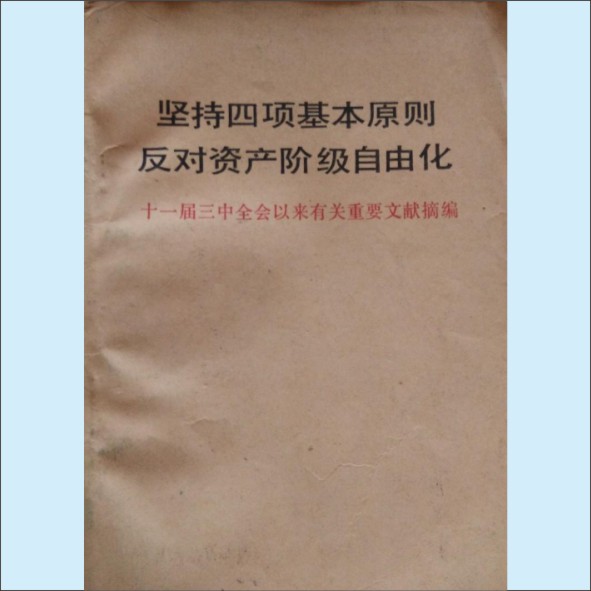 坚持四项基本原则
反对资产阶级自由化
十一届三中全会以来有关重要文献摘编